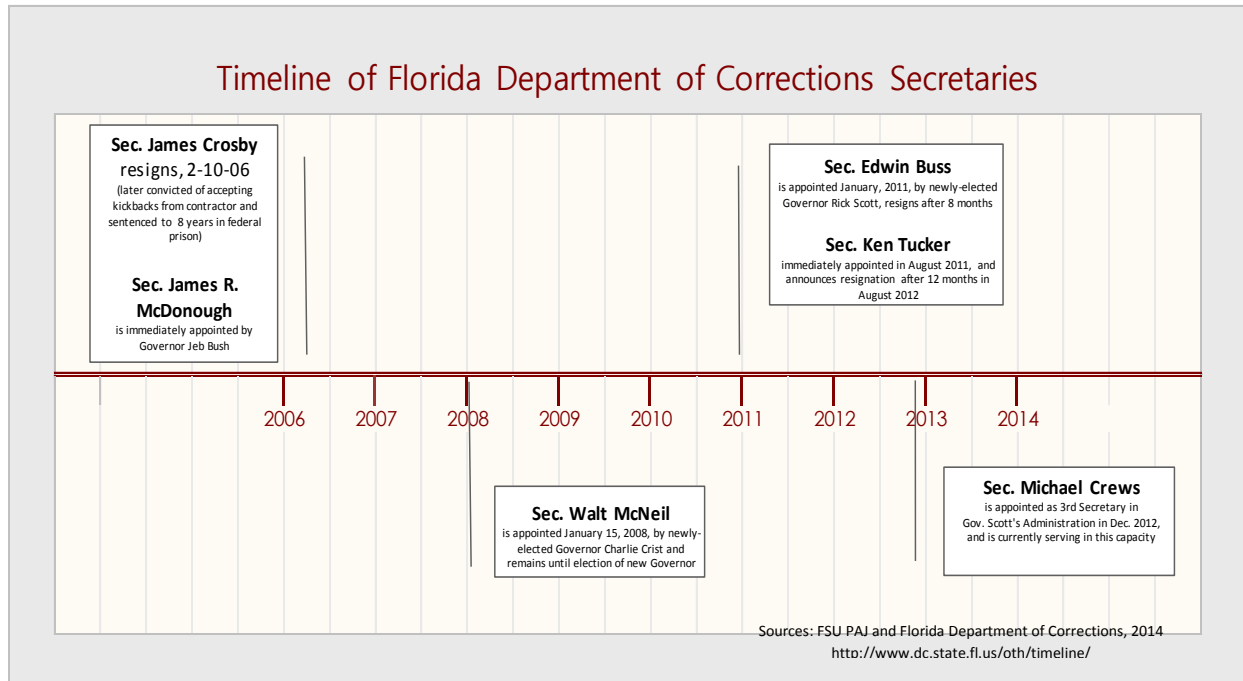 Timeline of Florida Department of Corrections Secretaries
Sec. James Crosby
resigns, 2-10-06
(later convicted of accepting
kickbacks from contractor and
sentenced to 8 years in federal
prison)
Sec. James R.
McDonough
is immediately appointed by
Governor Jeb Bush
Sec. Edwin Buss
is appointed January, 2011, by newly-elected
Governor Rick Scott, resigns after 8 months
Sec. Ken Tucker
immediately appointed in August 2011, and
announces resignation after 12 months in
August 2012
2006 2007 2008 2009 2010 2011 2012 2013 2014
Sec. Walt McNeil
is appointed January 15, 2008, by newly-
elected Governor Charlie Crist and
remains until election of new Governor
Sec. Michael Crews
is appointed as 3rd Secretary in
Gov. Scott's Administration in Dec. 2012,
and is currently serving in this capacity
Sources: FSU PAJ and Florida Department of Corrections, 2014
http://www.dc.state.fl.us/oth/timeline/